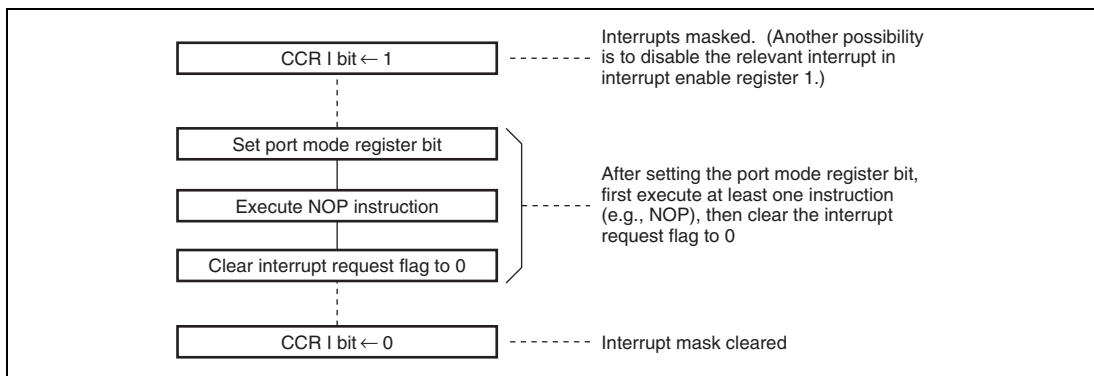 CCR I bit ← 1
Interrupts masked. (Another possibility
is to disable the relevant interrupt in
interrupt enable register 1.)
Set port mode register bit
Execute NOP instruction
Clear interrupt request flag to 0
After setting the port mode register bit,
first execute at least one instruction
(e.g., NOP), then clear the interrupt
request flag to 0
CCR I bit ← 0
Interrupt mask cleared